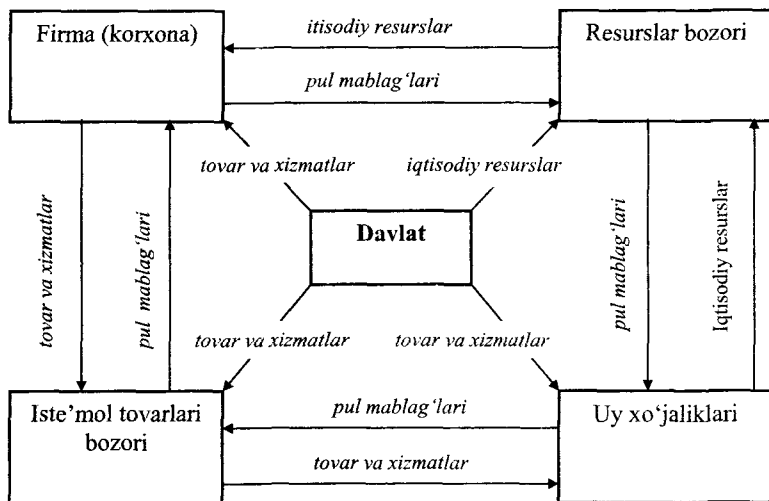 Firma (korxona)
itisodiy resurslar
Resurslar bozori
pul mablag‘lari
tovar va xizmatlar
iqtisodiy resurslar
Davlat
tovar va xizmatlar
pul mablag‘lari
pul mablag‘lari
Iqtisodiy resurslar
tovar va xizmatlar
tovar va xizmatlar
Iste’mol tovarlari
bozori
pul mablag‘lari
Uy xo‘jaliklari
tovar va xizmatlar